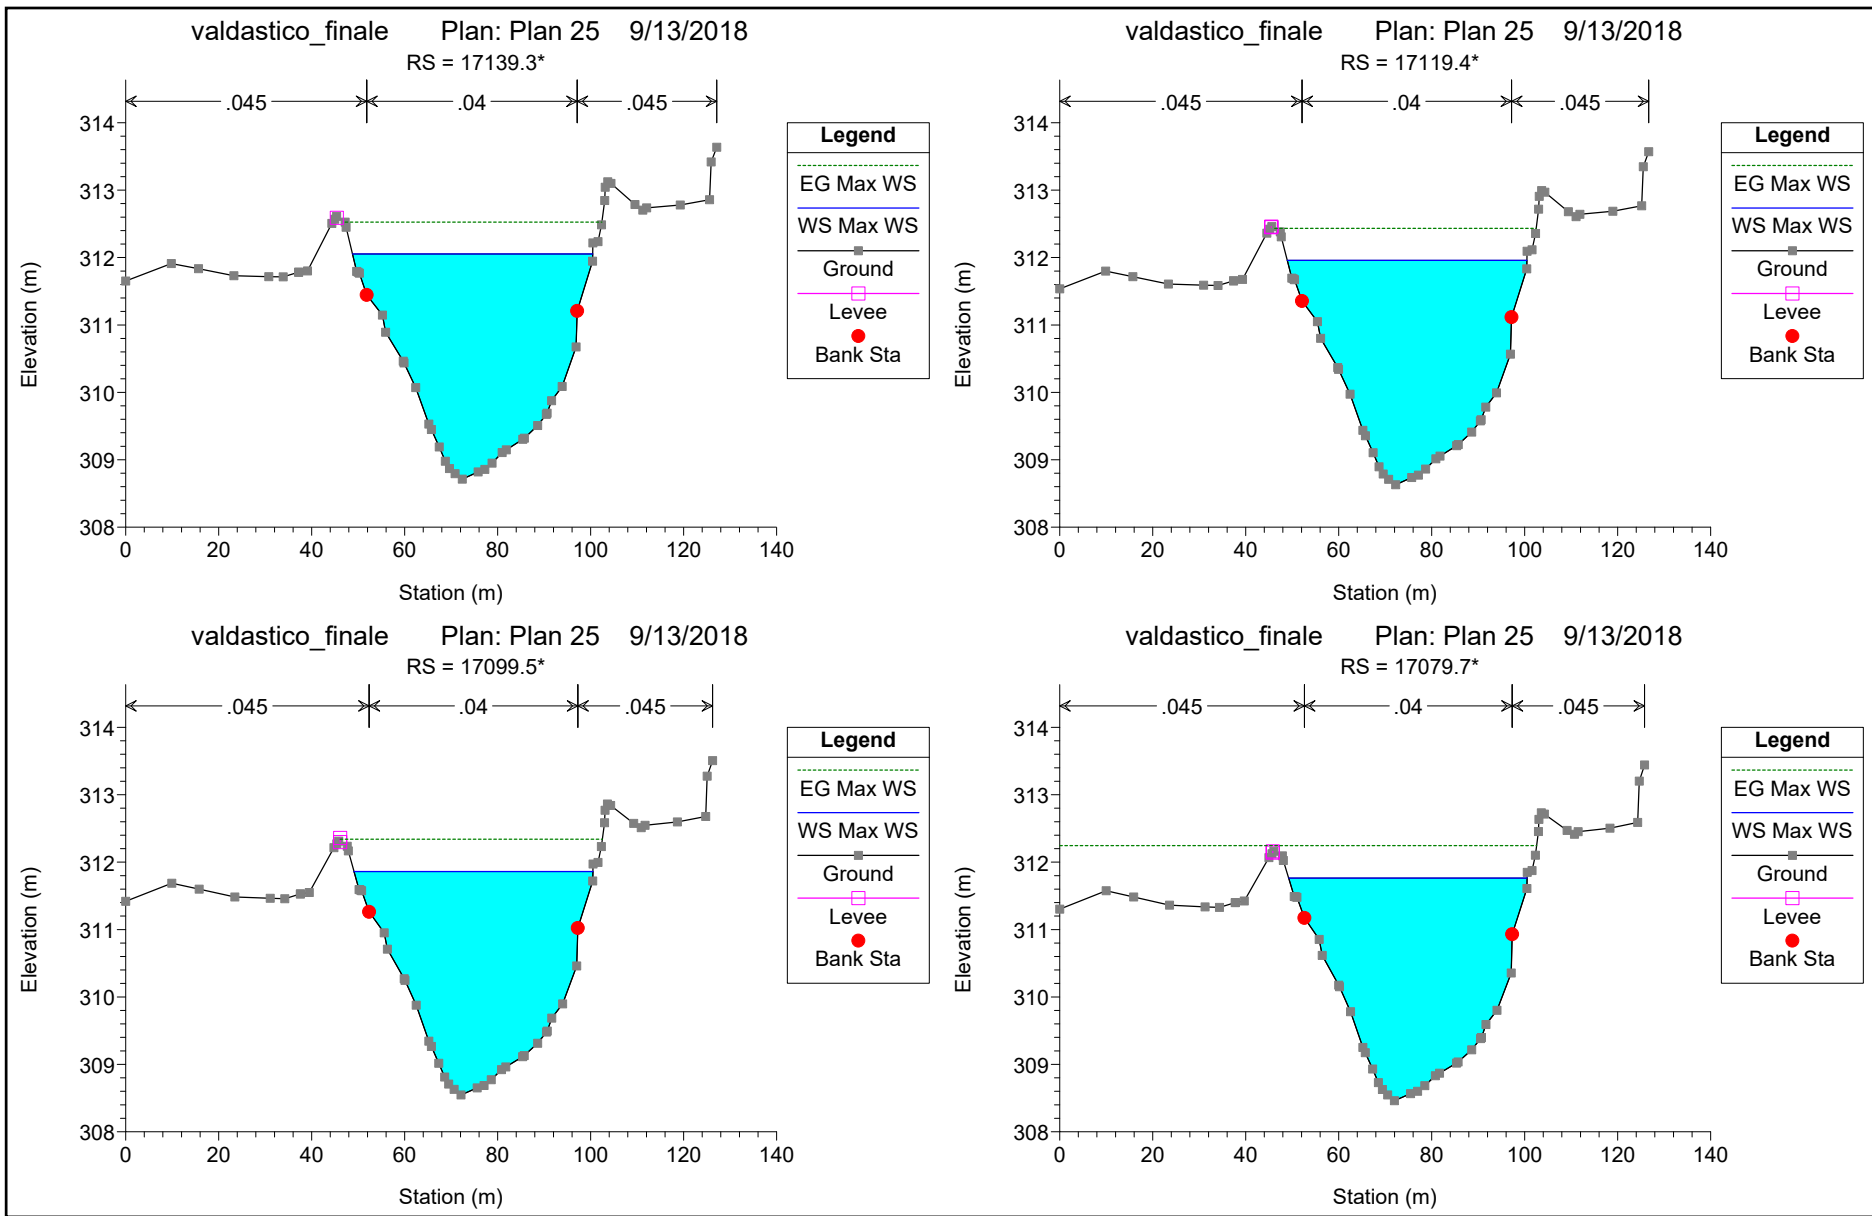 valdastico_finale Plan: Plan 25 9/13/2018
RS = 17139.3*
.045 .04 .045
314
313
312
311
310
309
308
Elevation (m)
0 20 40 60 80 100 120 140
Station (m)
Legend
EG Max WS
WS Max WS
Ground
Levee
Bank Sta
valdastico_finale Plan: Plan 25 9/13/2018
RS = 17119.4*
.045 .04 .045
314
313
312
311
310
309
308
Elevation (m)
0 20 40 60 80 100 120 140
Station (m)
Legend
EG Max WS
WS Max WS
Ground
Levee
Bank Sta
valdastico_finale Plan: Plan 25 9/13/2018
RS = 17099.5*
.045 .04 .045
314
313
312
311
310
309
308
Elevation (m)
0 20 40 60 80 100 120 140
Station (m)
Legend
EG Max WS
WS Max WS
Ground
Levee
Bank Sta
valdastico_finale Plan: Plan 25 9/13/2018
RS = 17079.7*
.045 .04 .045
314
313
312
311
310
309
308
Elevation (m)
0 20 40 60 80 100 120 140
Station (m)
Legend
EG Max WS
WS Max WS
Ground
Levee
Bank Sta